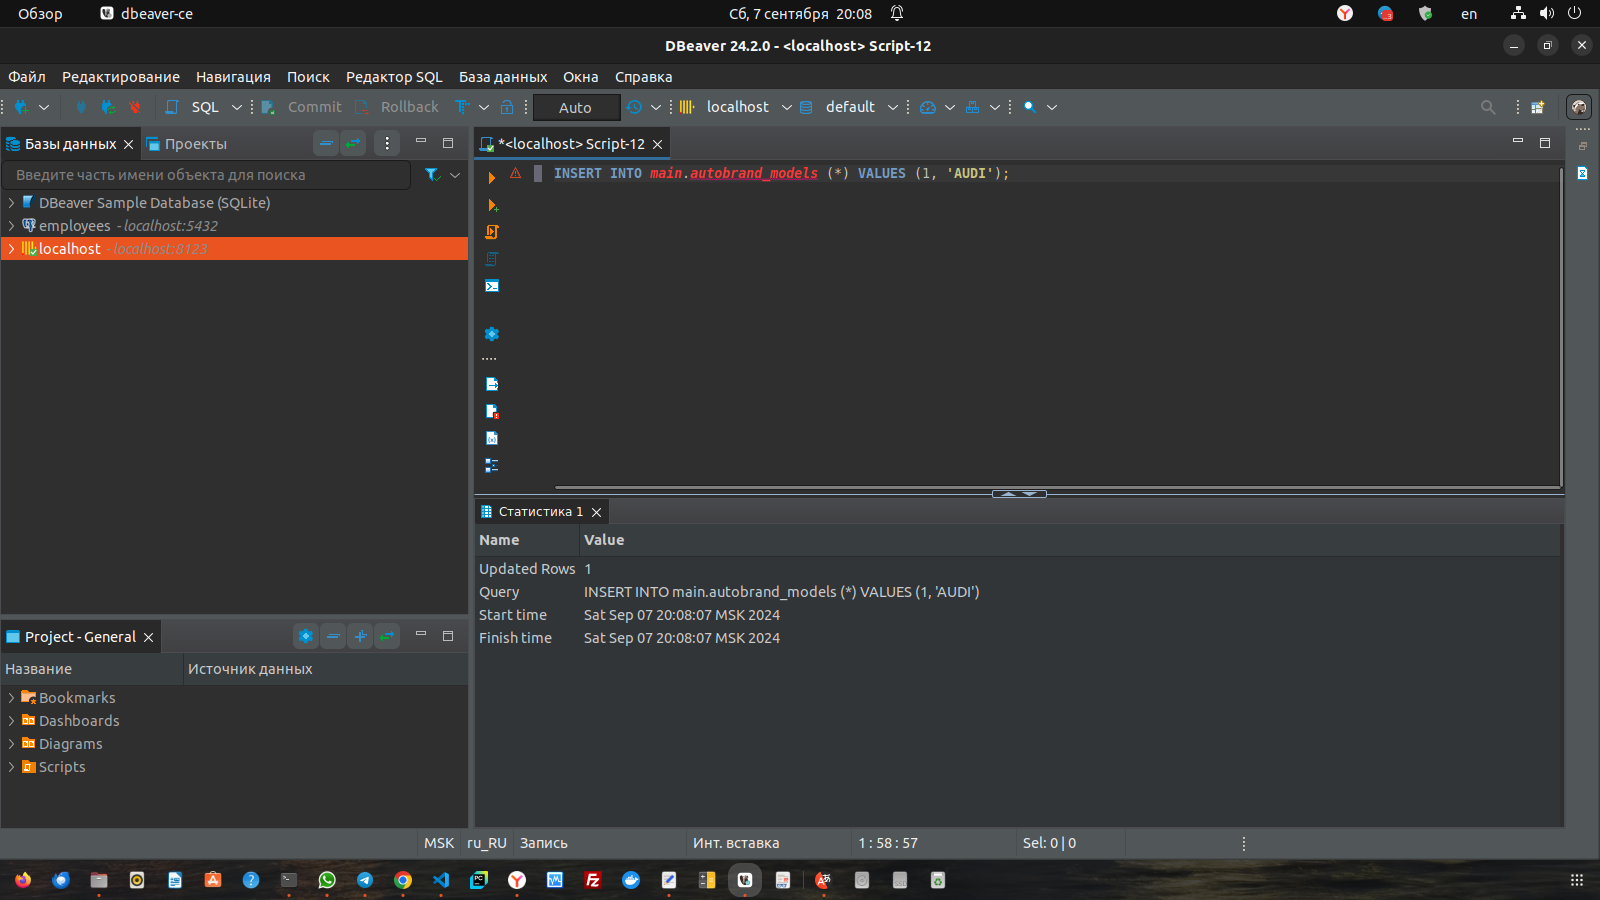 Обзор dbeaver-ce Сб, 7 сентября 20:08 en
DBeaver 24.2.0 - <localhost> Script-12
Файл Редактирование Навигация Поиск Редактор SQL База данных Окна Справка
SQL Commit Rollback Auto localhost default
Базы данных Проекты
Введите часть имени объекта для поиска
DBeaver Sample Database (SQLite)
employees - localhost:5432
localhost - localhost:8123
*<localhost> Script-12
INSERT INTO main.autobrand_models (*) VALUES (1, 'AUDI');
Статистика 1
Name Value
Updated Rows 1
Query INSERT INTO main.autobrand_models (*) VALUES (1, 'AUDI')
Start time Sat Sep 07 20:08:07 MSK 2024
Finish time Sat Sep 07 20:08:07 MSK 2024
Project - General
Название Источник данных
Bookmarks
Dashboards
Diagrams
Scripts
MSK ru_RU Запись Инт. вставка 1 : 58 : 57 Sel: 0 | 0